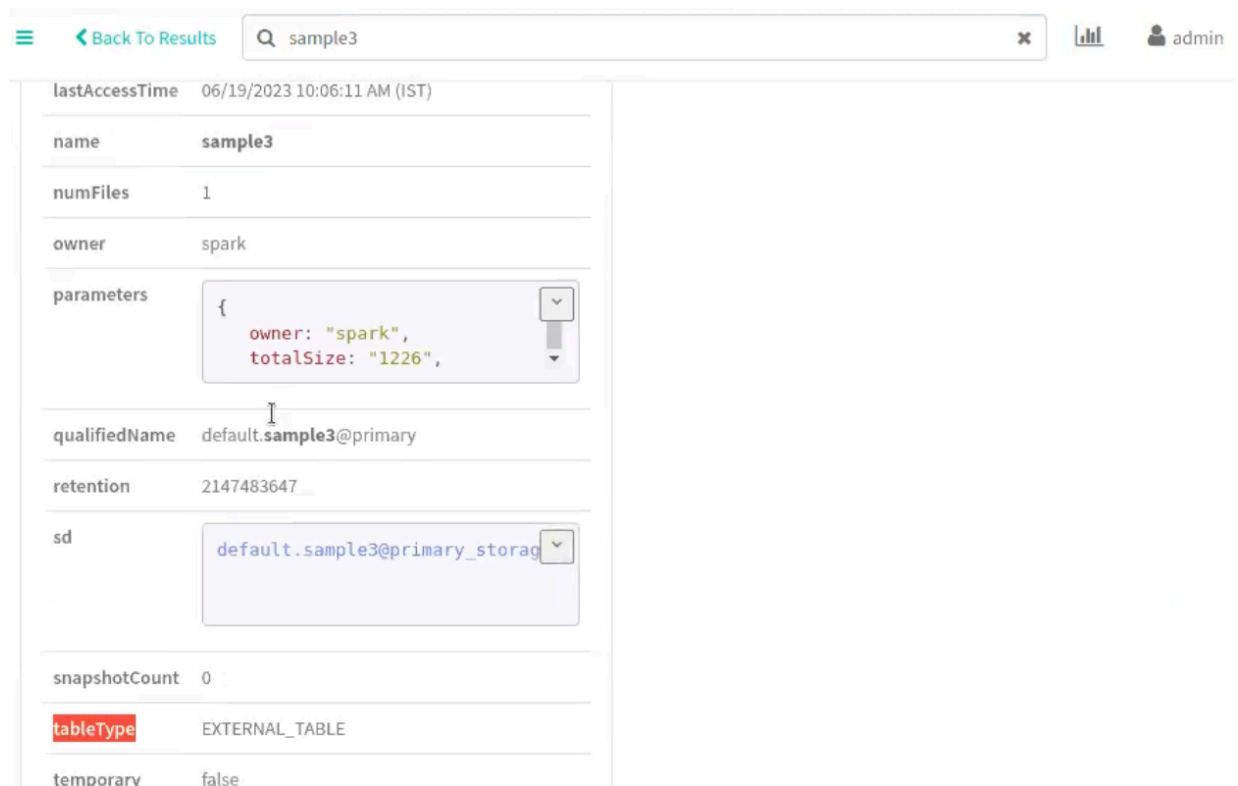 Back To Results
sample3
admin
lastAccessTime 06/19/2023 10:06:11 AM (IST)
name sample3
numFiles 1
owner spark
parameters {
owner: "spark",
totalSize: "1226",
qualifiedName default.sample3@primary
retention 2147483647
sd default.sample3@primary_storag
snapshotCount 0
tableType EXTERNAL_TABLE
temporary false